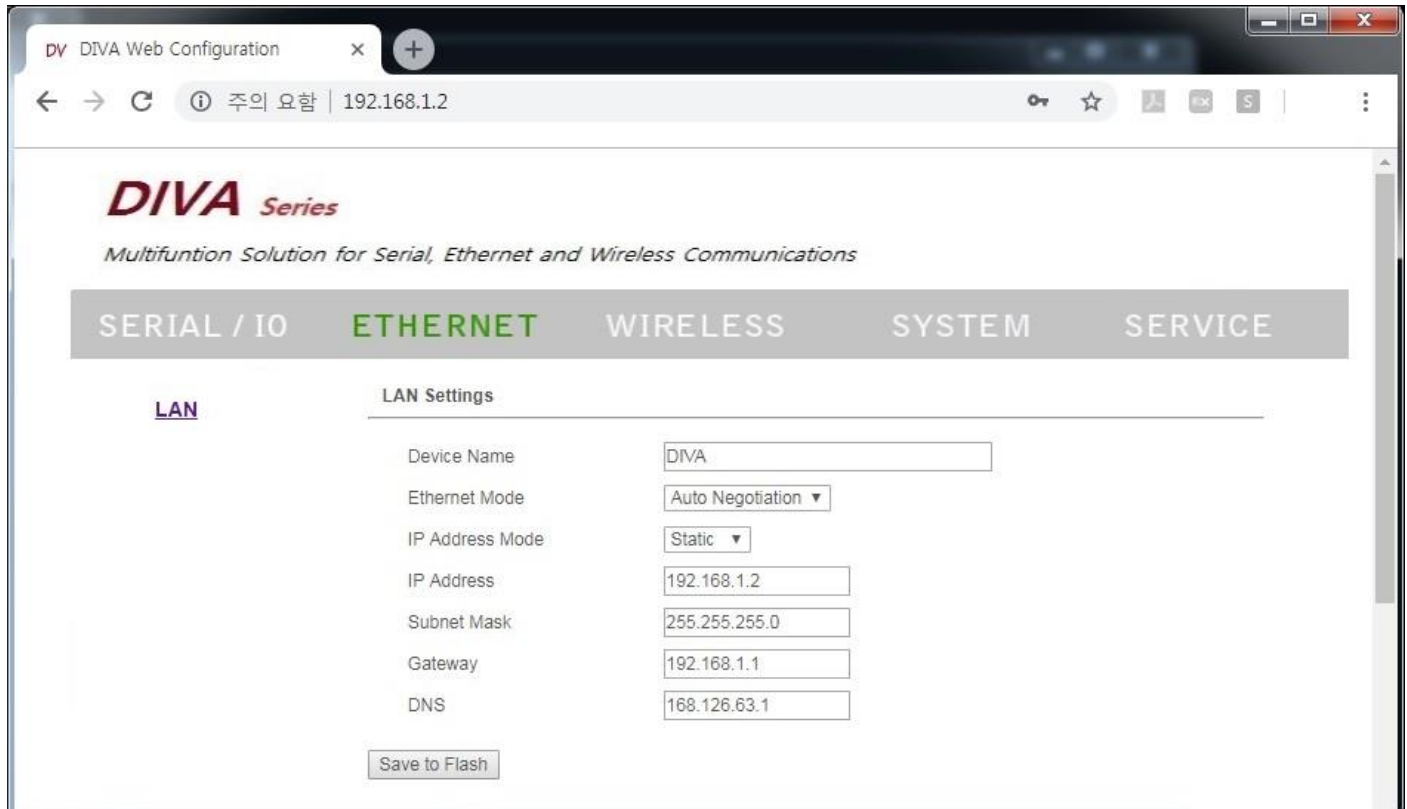 DV DIVA Web Configuration
주의 요함 192.168.1.2
DIVA Series
Multifuntion Solution for Serial, Ethernet and Wireless Communications
SERIAL / IO ETHERNET WIRELESS SYSTEM SERVICE
LAN
LAN Settings
Device Name DIVA
Ethernet Mode Auto Negotiation
IP Address Mode Static
IP Address 192.168.1.2
Subnet Mask 255.255.255.0
Gateway 192.168.1.1
DNS 168.126.63.1
Save to Flash